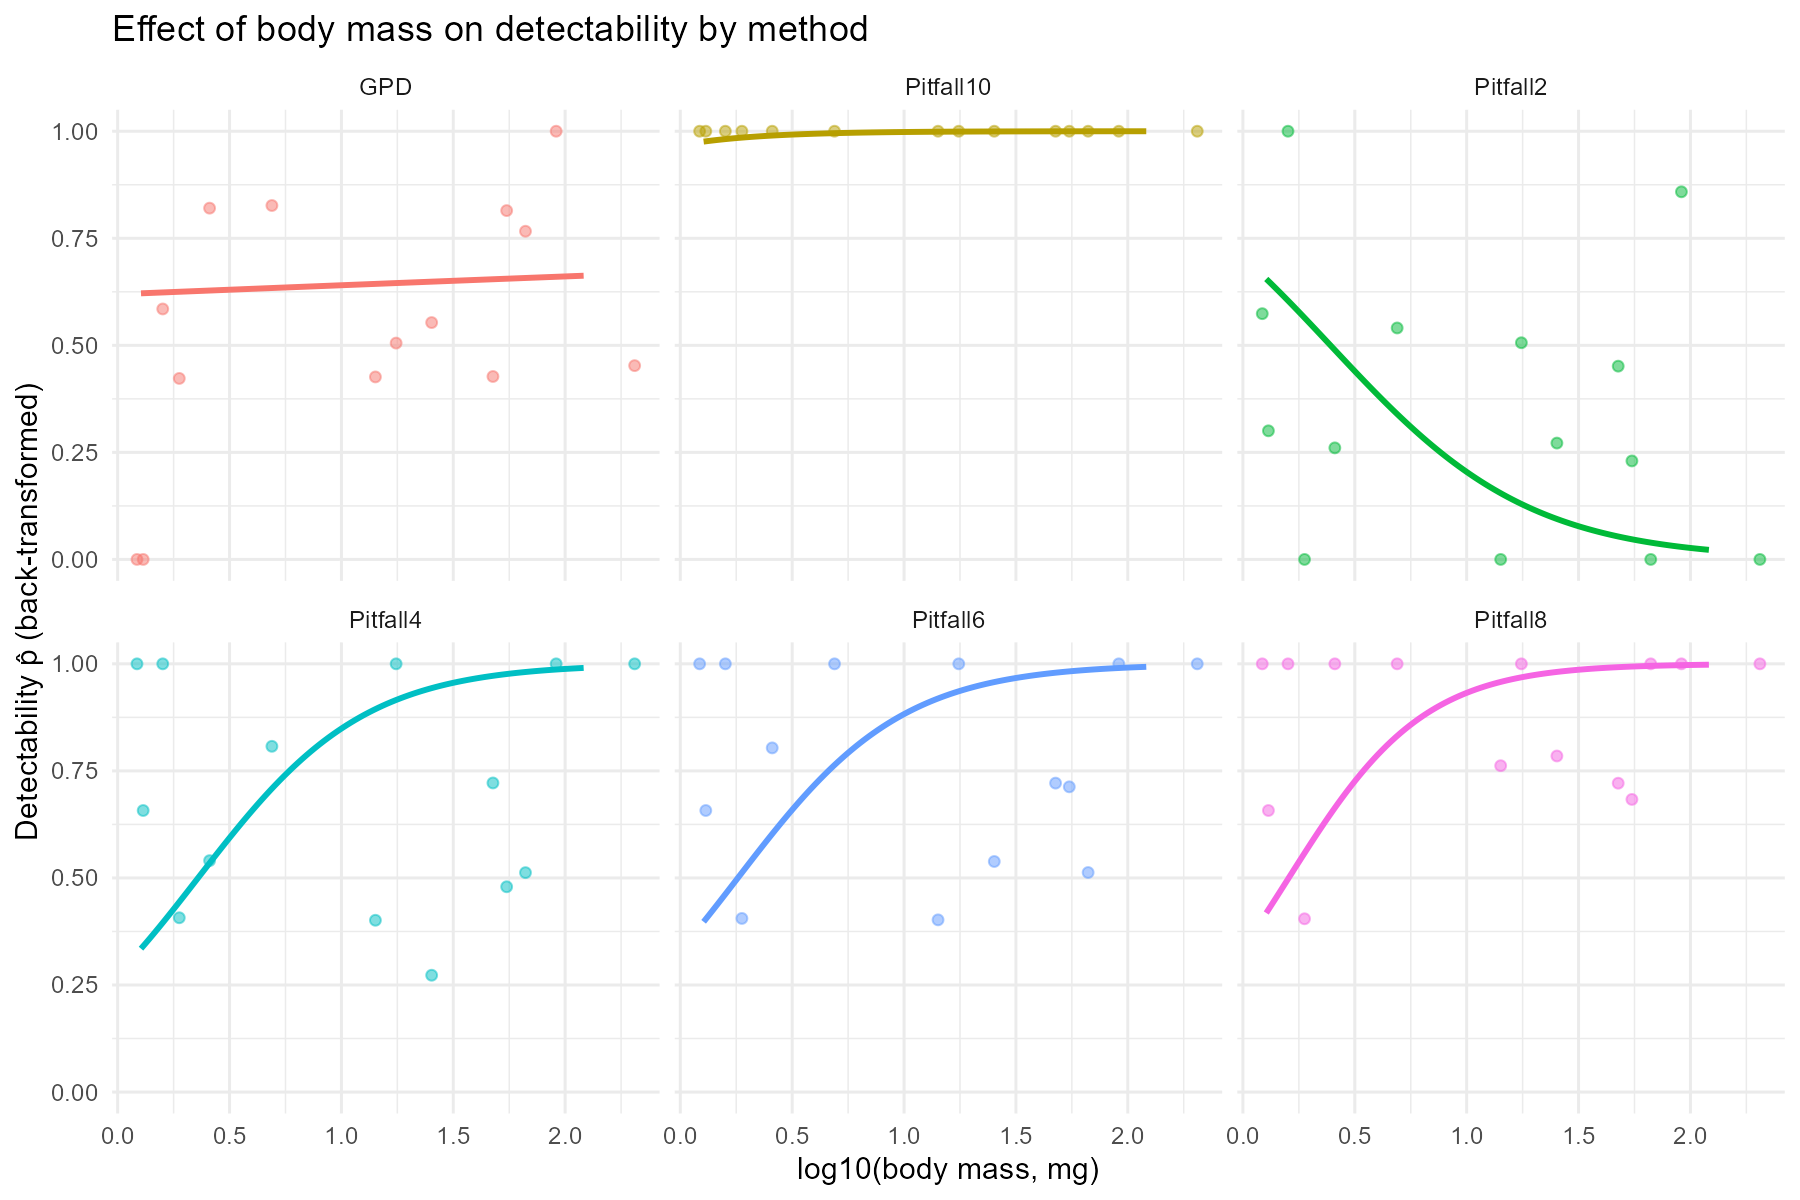 Effect of body mass on detectability by method
GPD
Pitfall10
Pitfall2
1.00
0.75
0.50
0.25
0.00
Detectability p̂ (back-transformed)
Pitfall4
Pitfall6
Pitfall8
1.00
0.75
0.50
0.25
0.00
0.0 0.5 1.0 1.5 2.0
0.0 0.5 1.0 1.5 2.0
0.0 0.5 1.0 1.5 2.0
log10(body mass, mg)